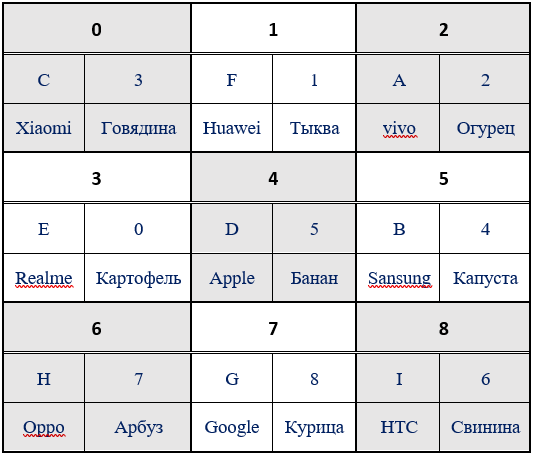 0 1 2
C 3 F 1 A 2
Xiaomi Говядина Huawei Тыква vivo Огурец
3 4 5
E 0 D 5 B 4
Realme Картофель Apple Банан Sansung Капуста
6 7 8
H 7 G 8 I 6
Oppo Арбуз Google Курица HTC Свинина